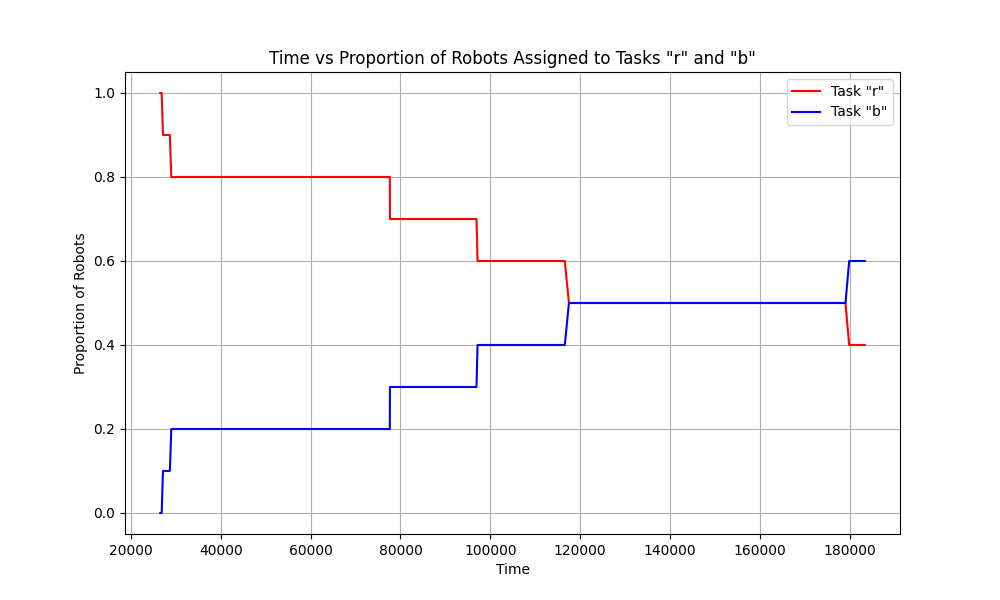 Time vs Proportion of Robots Assigned to Tasks "r" and "b"
Task "r"
Task "b"
Proportion of Robots
1.0
0.8
0.6
0.4
0.2
0.0
20000 40000 60000 80000 100000 120000 140000 160000 180000
Time